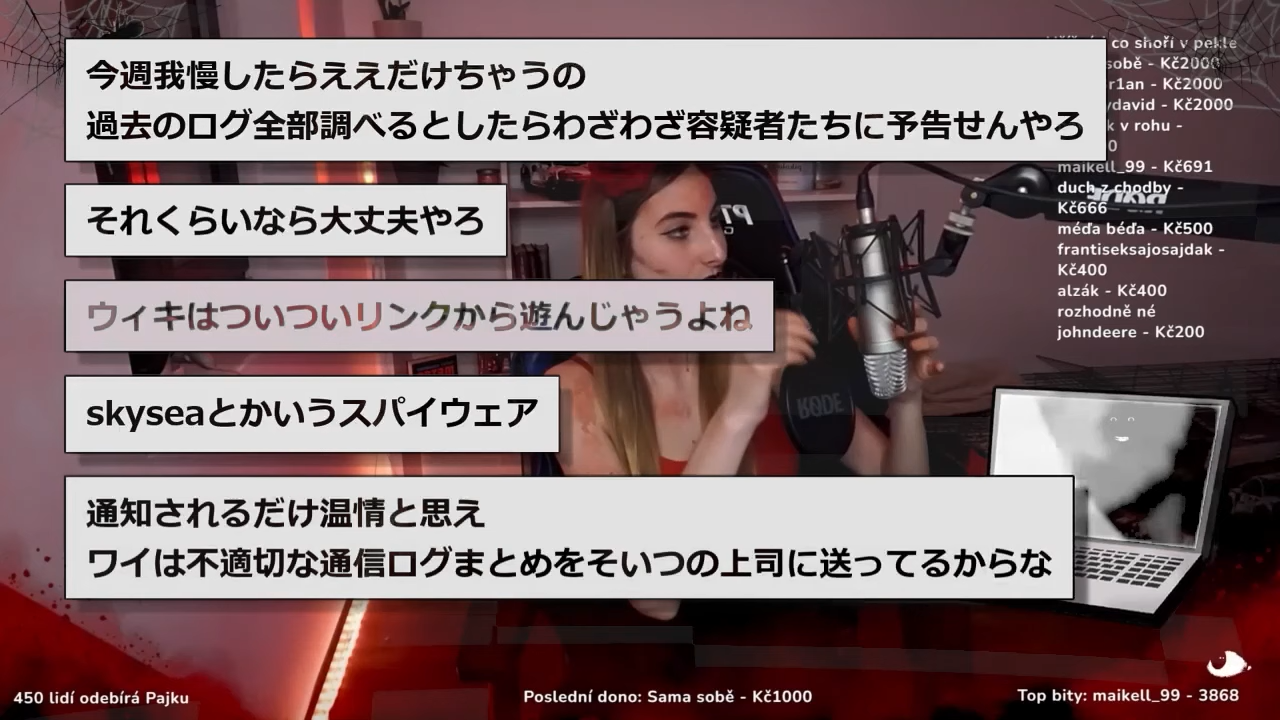 今週我慢したらええだけちゃうの
過去のログ全部調べるとしたらわざわざ容疑者たちに予告せんやろ
それくらいなら大丈夫やろ
ウィキはついついリンクから遊んじゃうよね
skyseaとかいうスパイウェア
通知されるだけ温情と思え
ワイは不適切な通信ログまとめをそいつの上司に送ってるからな
co shoří v pekle
sobě - Kč2000
r1an - Kč2000
david - Kč2000
k v rohu -
maikell_99 - Kč691
duch z chodby -
Kč666
méďa béďa - Kč500
frantiseksajosajdak -
Kč400
alzák - Kč400
rozhodně né
johndeere - Kč200
RODE
450 lidí odebírá Pajku
Poslední dono: Sama sobě - Kč1000
Top bity: maikell_99 - 3868